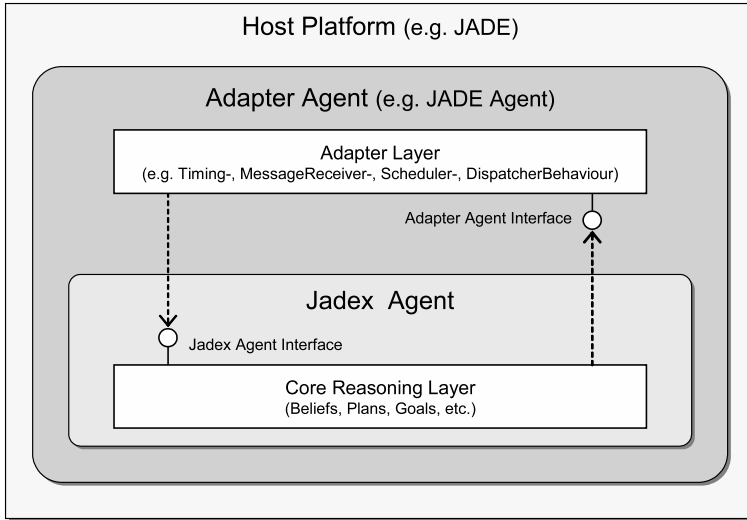 Host Platform (e.g. JADE)
Adapter Agent (e.g. JADE Agent)
Adapter Layer
(e.g. Timing-, MessageReceiver-, Scheduler-, DispatcherBehaviour)
Adapter Agent Interface
Jadex Agent
Jadex Agent Interface
Core Reasoning Layer
(Beliefs, Plans, Goals, etc.)